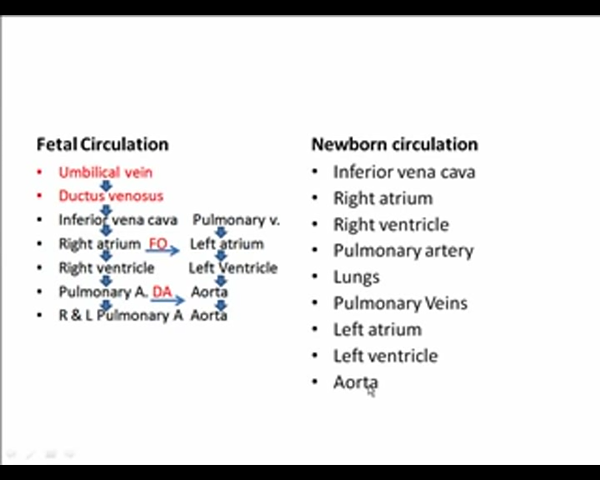 Fetal Circulation
• Umbilical vein
• Ductus venosus
• Inferior vena cava Pulmonary v.
• Right atrium FO Left atrium
• Right ventricle Left Ventricle
• Pulmonary A. DA Aorta
• R & L Pulmonary A Aorta
Newborn circulation
• Inferior vena cava
• Right atrium
• Right ventricle
• Pulmonary artery
• Lungs
• Pulmonary Veins
• Left atrium
• Left ventricle
• Aorta